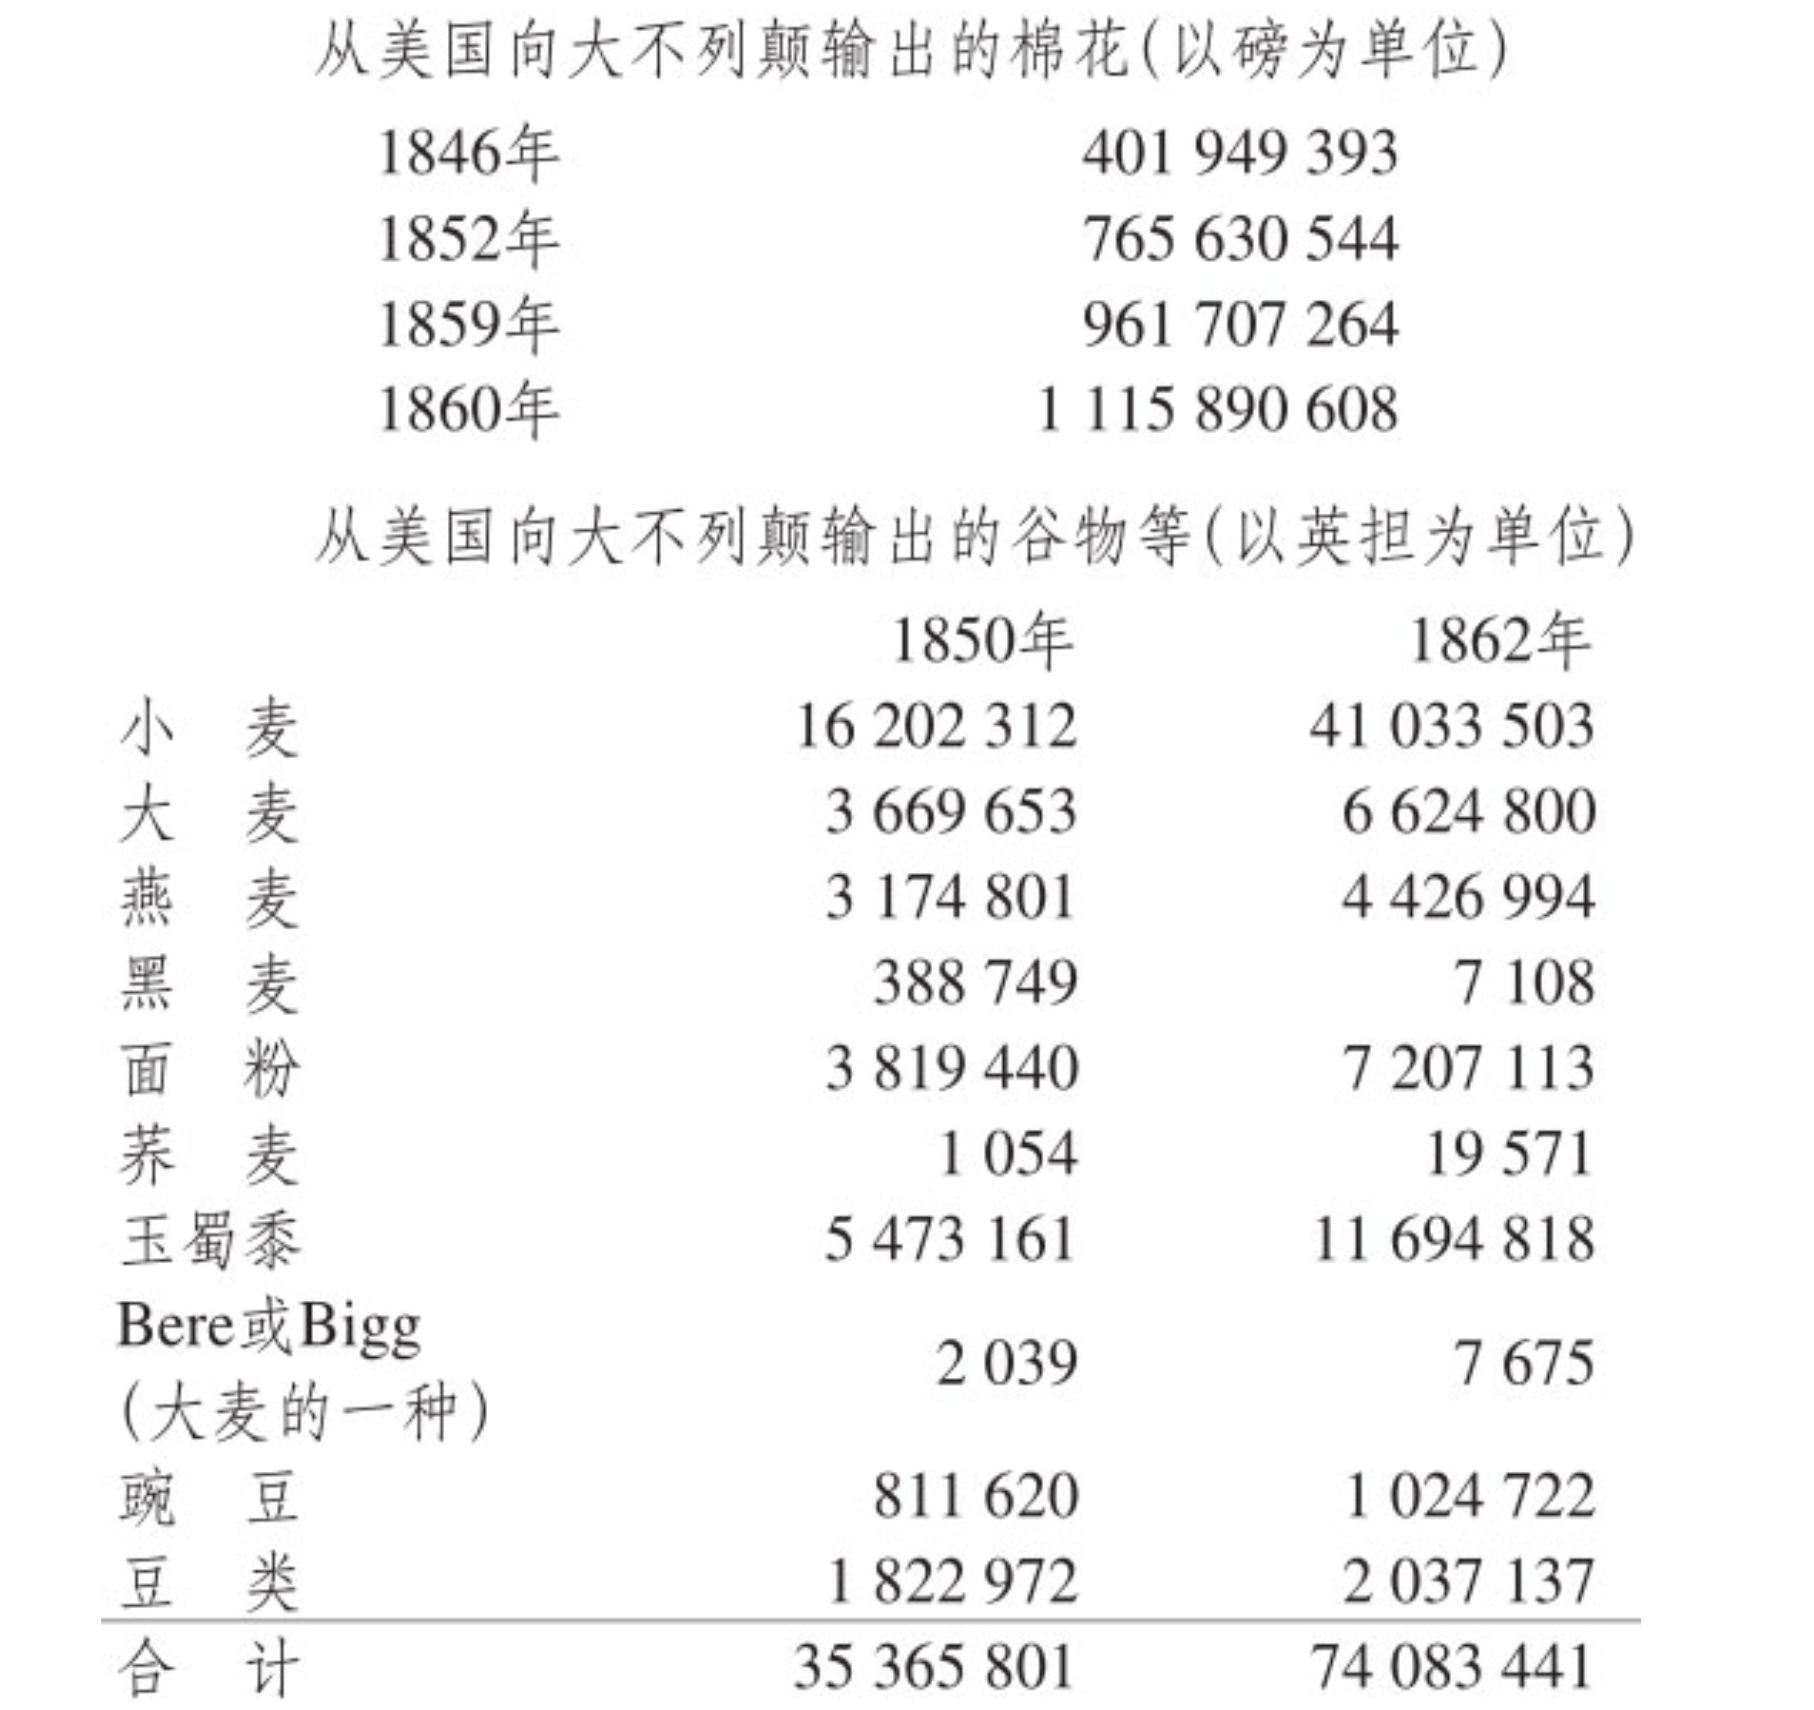 从美国向大不列颠输出的棉花(以磅为单位)
1846年 401 949 393
1852年 765 630 544
1859年 961 707 264
1860年 1 115 890 608
从美国向大不列颠输出的谷物等(以英担为单位)
1850年 1862年
小 麦 16 202 312 41 033 503
大 麦 3 669 653 6 624 800
燕 麦 3 174 801 4 426 994
黑 麦 388 749 7 108
面 粉 3 819 440 7 207 113
荞 麦 1 054 19 571
玉蜀黍 5 473 161 11 694 818
Bere或Bigg
(大麦的一种) 2 039 7 675
豌 豆 811 620 1 024 722
豆 类 1 822 972 2 037 137
合 计 35 365 801 74 083 441